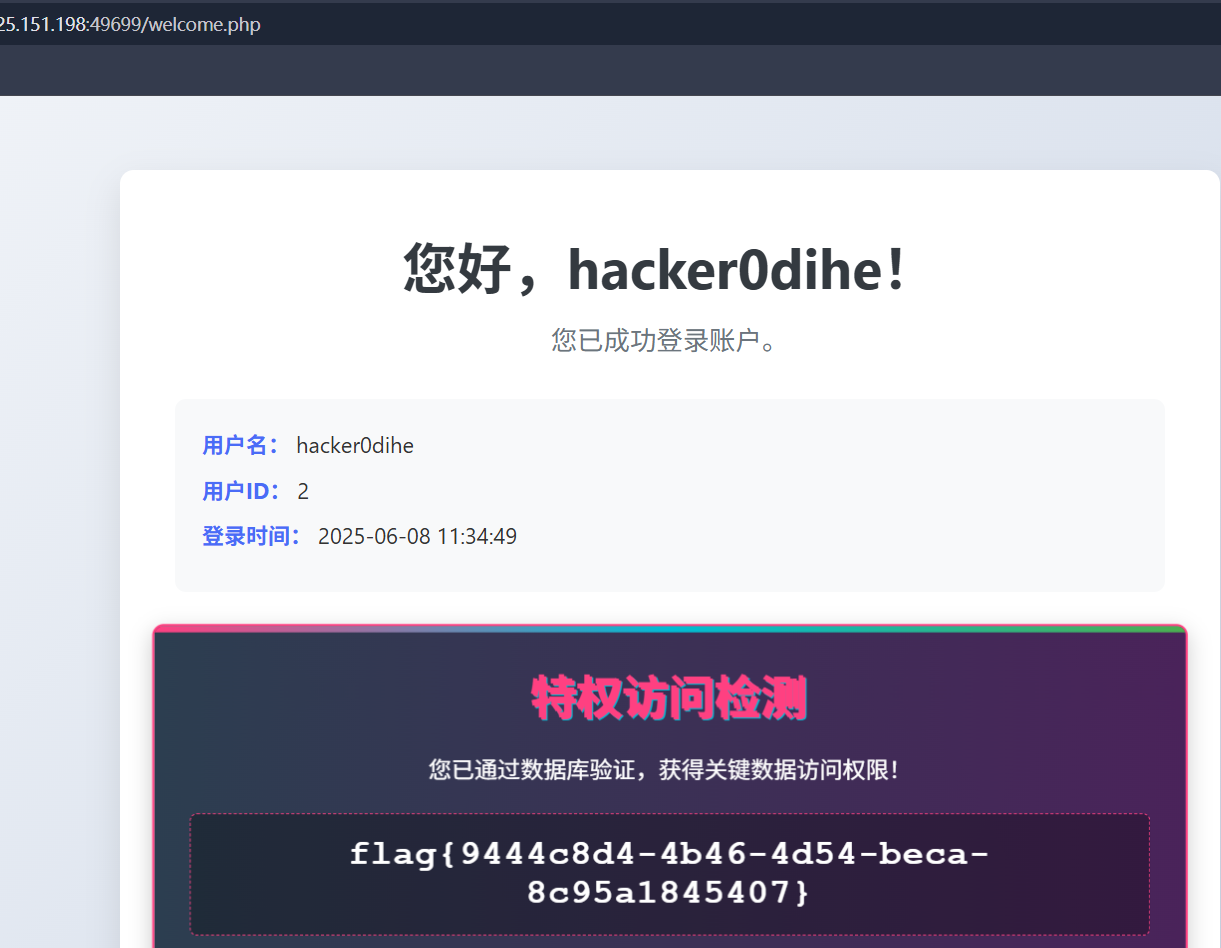 25.151.198:49699/welcome.php
您好，hacker0dihe！
您已成功登录账户。
用户名： hacker0dihe
用户ID： 2
登录时间： 2025-06-08 11:34:49
特权访问检测
您已通过数据库验证，获得关键数据访问权限！
flag{9444c8d4-4b46-4d54-beca-
8c95a1845407}